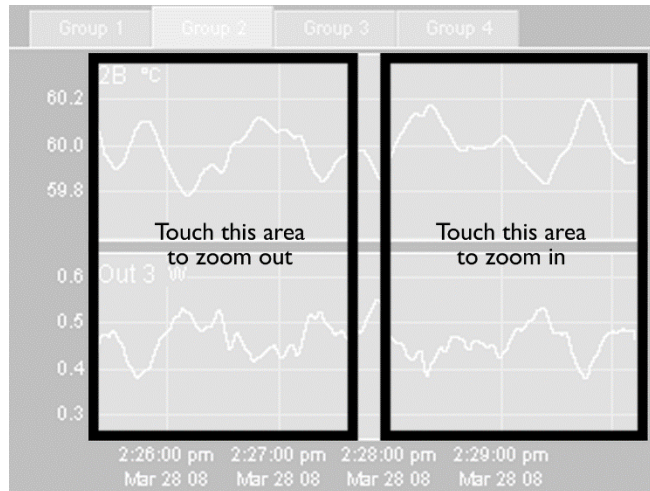 Group 1 Group 2 Group 3 Group 4
2B °C
60.2
60.0
59.8
Touch this area
to zoom out
Touch this area
to zoom in
Out 3 W
0.6
0.5
0.4
0.3
2:26:00 pm 2:27:00 pm 2:28:00 pm 2:29:00 pm
Mar 28 08 Mar 28 08 Mar 28 08 Mar 28 08